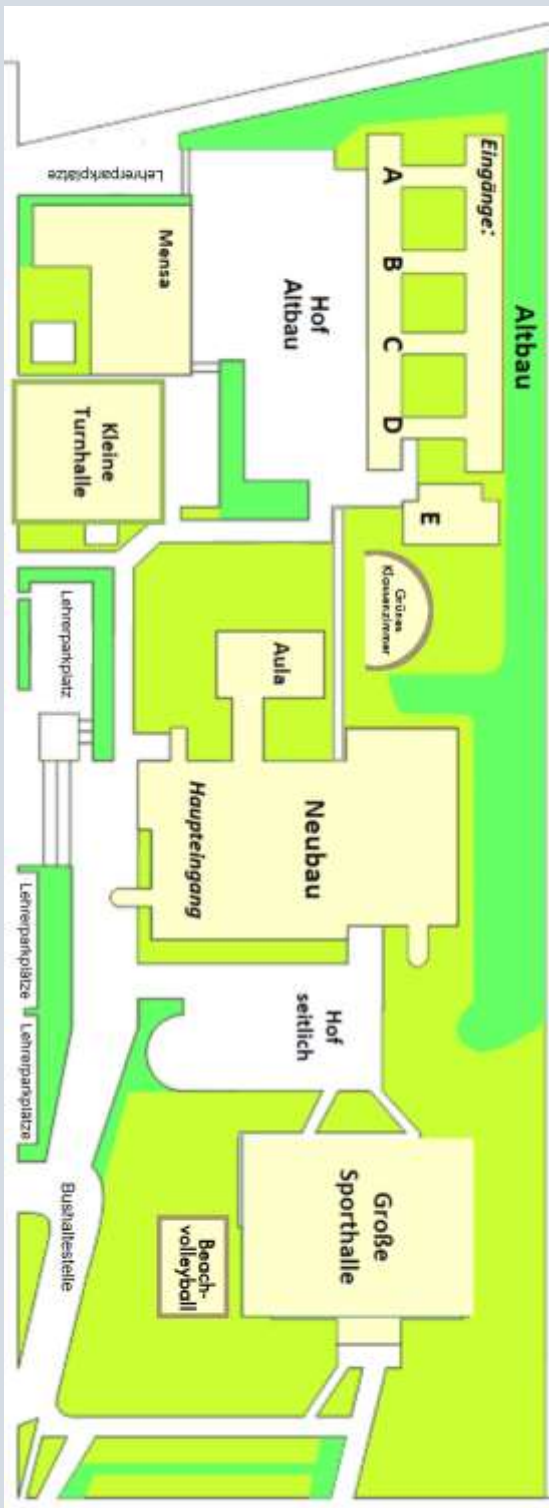 Altbau
Eingänge:
A
B
C
D
E
Hof
Altbau
Lehrerparkplätze
Mensa
Kleine
Turnhalle
Grünes
Klassenzimmer
Aula
Lehrerparkplatz
Neubau
Haupteingang
Hof
seitlich
Lehrerparkplätze
Lehrerparkplätze
Bushaltestelle
Große
Sporthalle
Beach-
volleyball